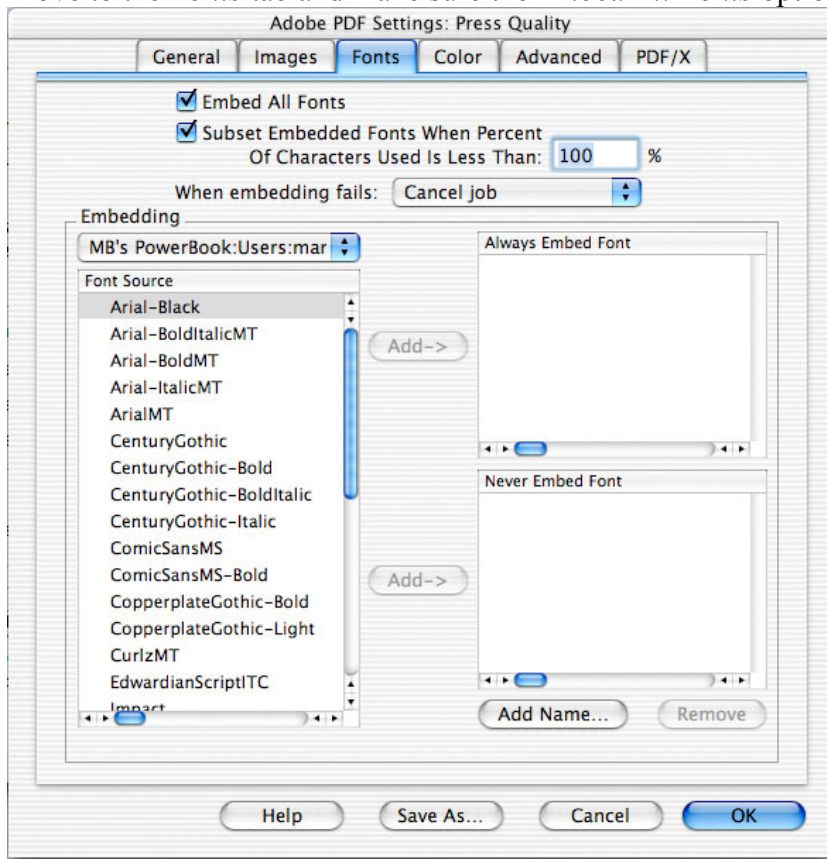 Adobe PDF Settings: Press Quality
General Images Fonts Color Advanced PDF/X
Embed All Fonts
Subset Embedded Fonts When Percent
Of Characters Used Is Less Than: 100 %
When embedding fails: Cancel job
Embedding
MB's PowerBook:Users:mar
Font Source
Arial-Black
Arial-BoldItalicMT
Arial-BoldMT
Arial-ItalicMT
ArialMT
CenturyGothic
CenturyGothic-Bold
CenturyGothic-BoldItalic
CenturyGothic-Italic
ComicSansMS
ComicSansMS-Bold
CopperplateGothic-Bold
CopperplateGothic-Light
CurlzMT
EdwardianScriptITC
Impact
Add->
Add->
Always Embed Font
Never Embed Font
Add Name... Remove
Help Save As... Cancel OK